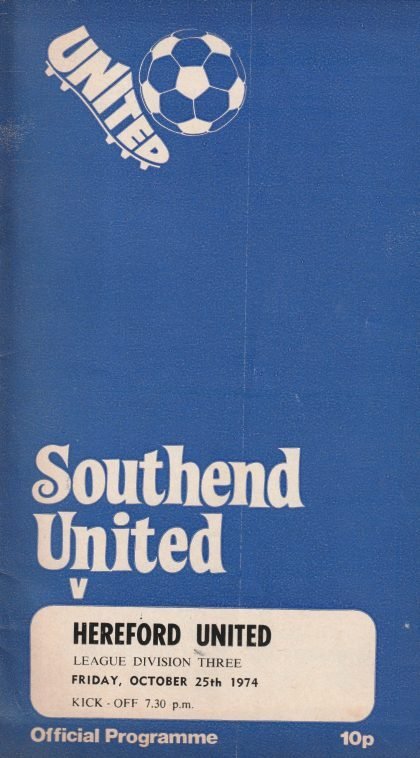 UNITED
Southend
United
v
HEREFORD UNITED
LEAGUE DIVISION THREE
FRIDAY, OCTOBER 25th 1974
KICK - OFF 7.30 p.m.
Official Programme 10p